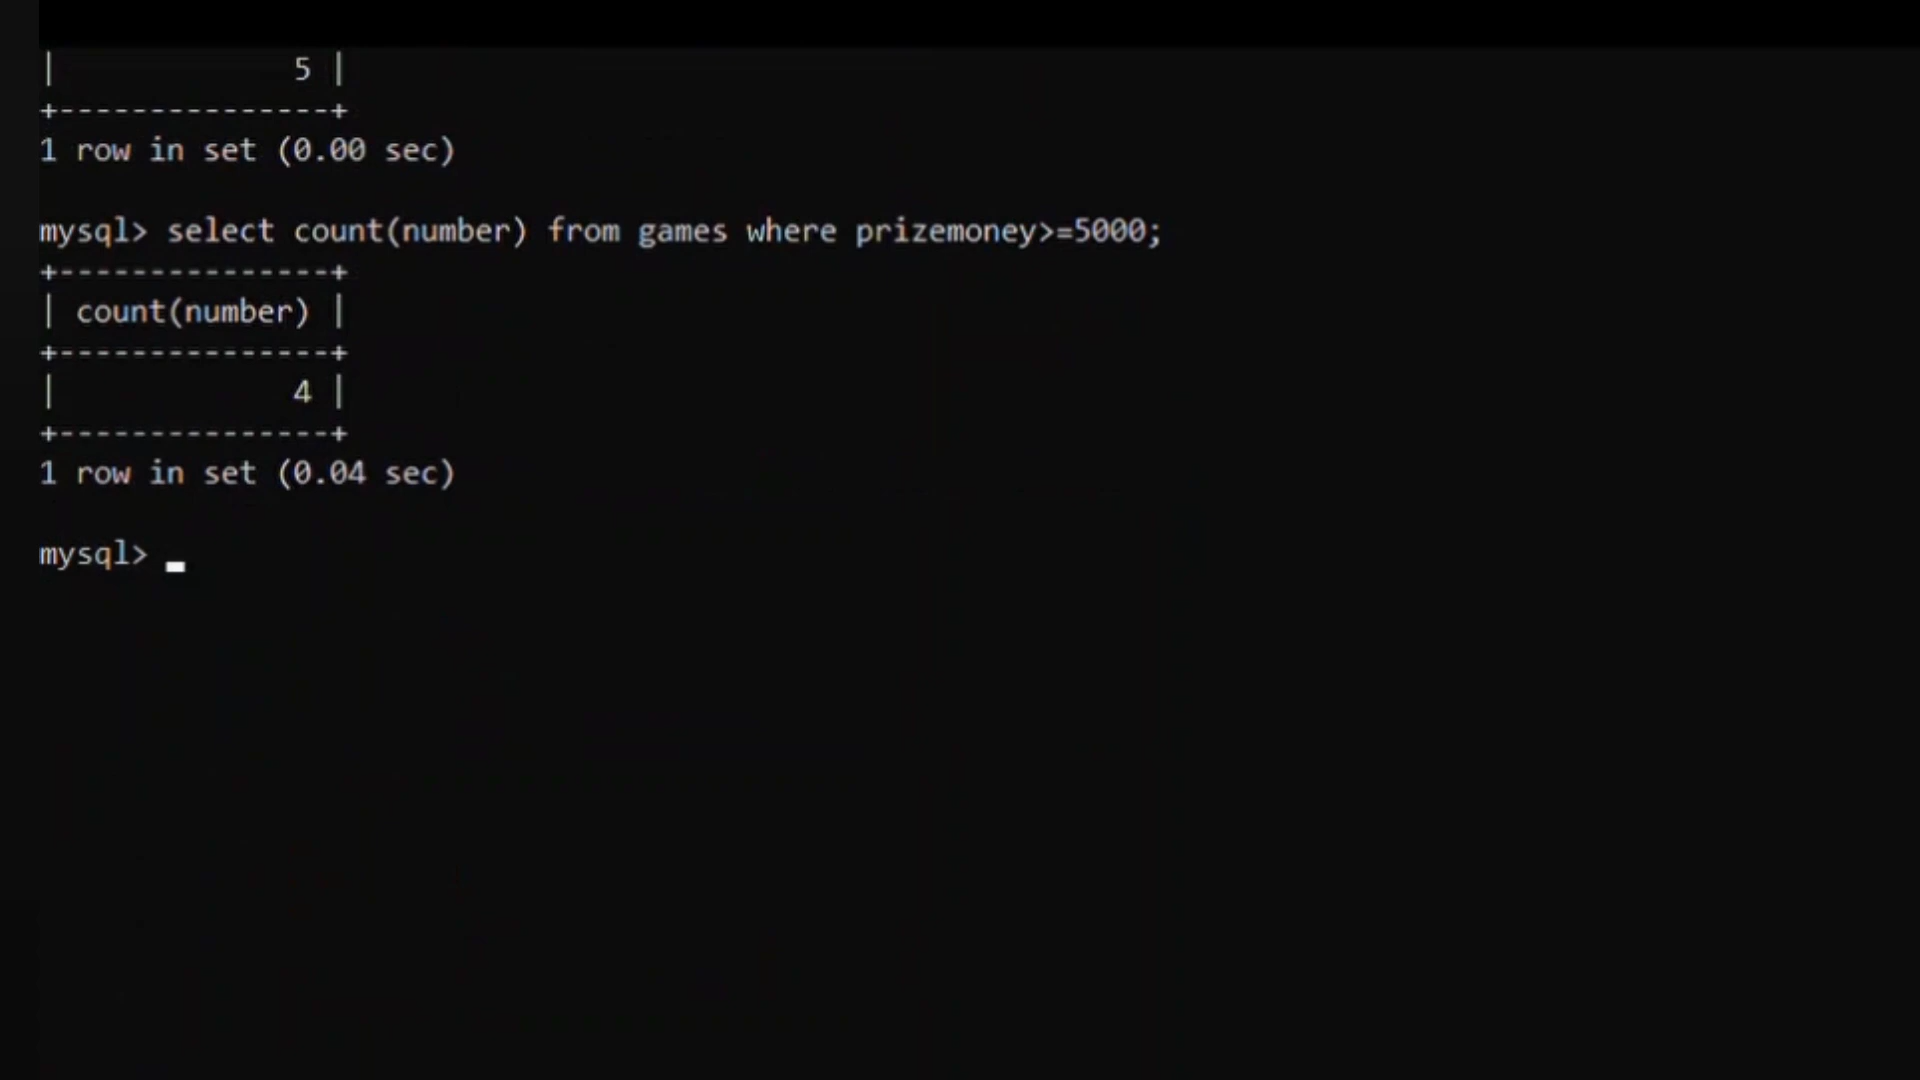 |             5 |
+---------------+
1 row in set (0.00 sec)
mysql> select count(number) from games where prizemoney>=5000;
+---------------+
| count(number) |
+---------------+
|             4 |
+---------------+
1 row in set (0.04 sec)
mysql> _